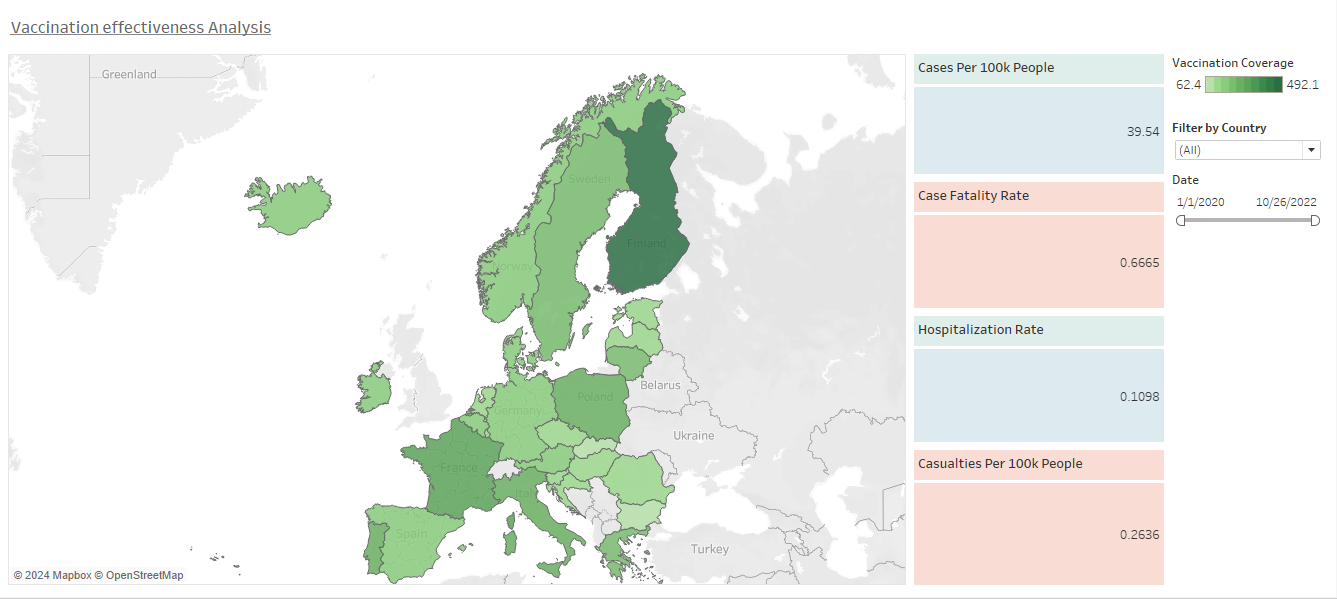 Vaccination effectiveness Analysis
Greenland
Sweden
Finland
Norway
Belarus
Poland
Germany
Ukraine
France
Italy
Spain
Turkey
© 2024 Mapbox © OpenStreetMap
Cases Per 100k People
39.54
Case Fatality Rate
0.6665
Hospitalization Rate
0.1098
Casualties Per 100k People
0.2636
Vaccination Coverage
62.4 492.1
Filter by Country
(All)
Date
1/1/2020 10/26/2022